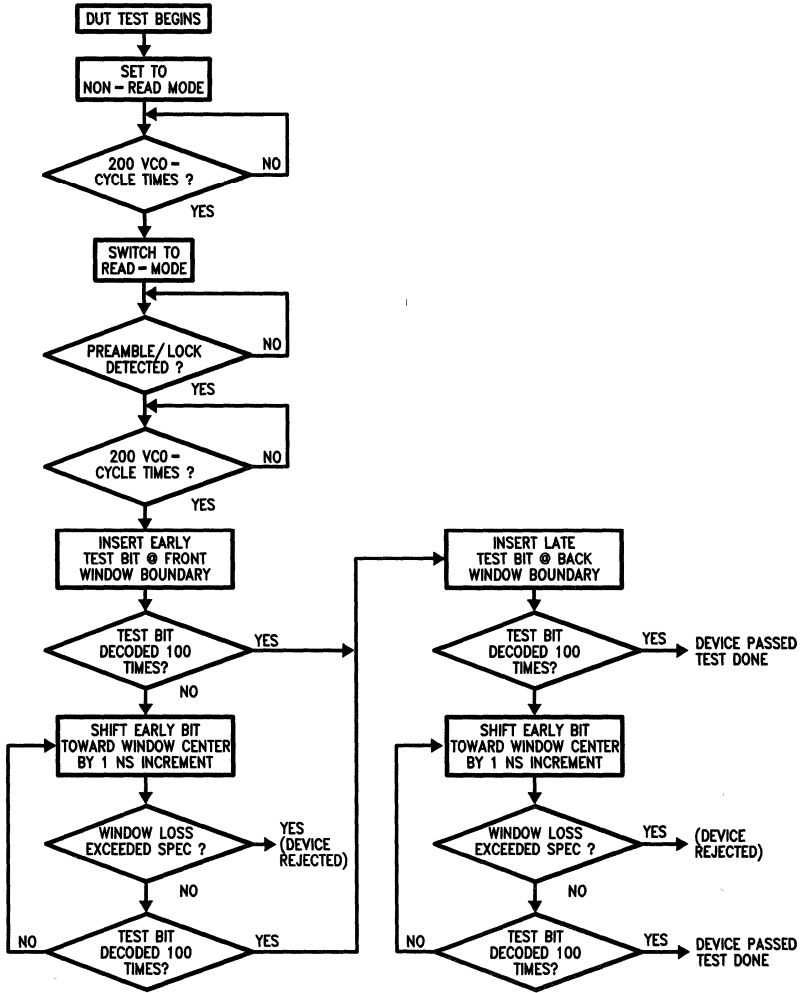 DUT TEST BEGINS
SET TO
NON-READ MODE
200 VCO-
CYCLE TIMES ?
NO
YES
SWITCH TO
READ-MODE
PREAMBLE/LOCK
DETECTED ?
NO
YES
200 VCO-
CYCLE TIMES ?
NO
YES
INSERT EARLY
TEST BIT @ FRONT
WINDOW BOUNDARY
TEST BIT
DECODED 100
TIMES?
YES
NO
SHIFT EARLY BIT
TOWARD WINDOW CENTER
BY 1 NS INCREMENT
WINDOW LOSS
EXCEEDED SPEC ?
YES
(DEVICE
REJECTED)
NO
TEST BIT
DECODED 100
TIMES?
NO
YES
INSERT LATE
TEST BIT @ BACK
WINDOW BOUNDARY
TEST BIT
DECODED 100
TIMES?
YES
DEVICE PASSED
TEST DONE
SHIFT EARLY BIT
TOWARD WINDOW CENTER
BY 1 NS INCREMENT
WINDOW LOSS
EXCEEDED SPEC ?
YES
(DEVICE
REJECTED)
NO
TEST BIT
DECODED 100
TIMES?
NO
YES
DEVICE PASSED
TEST DONE